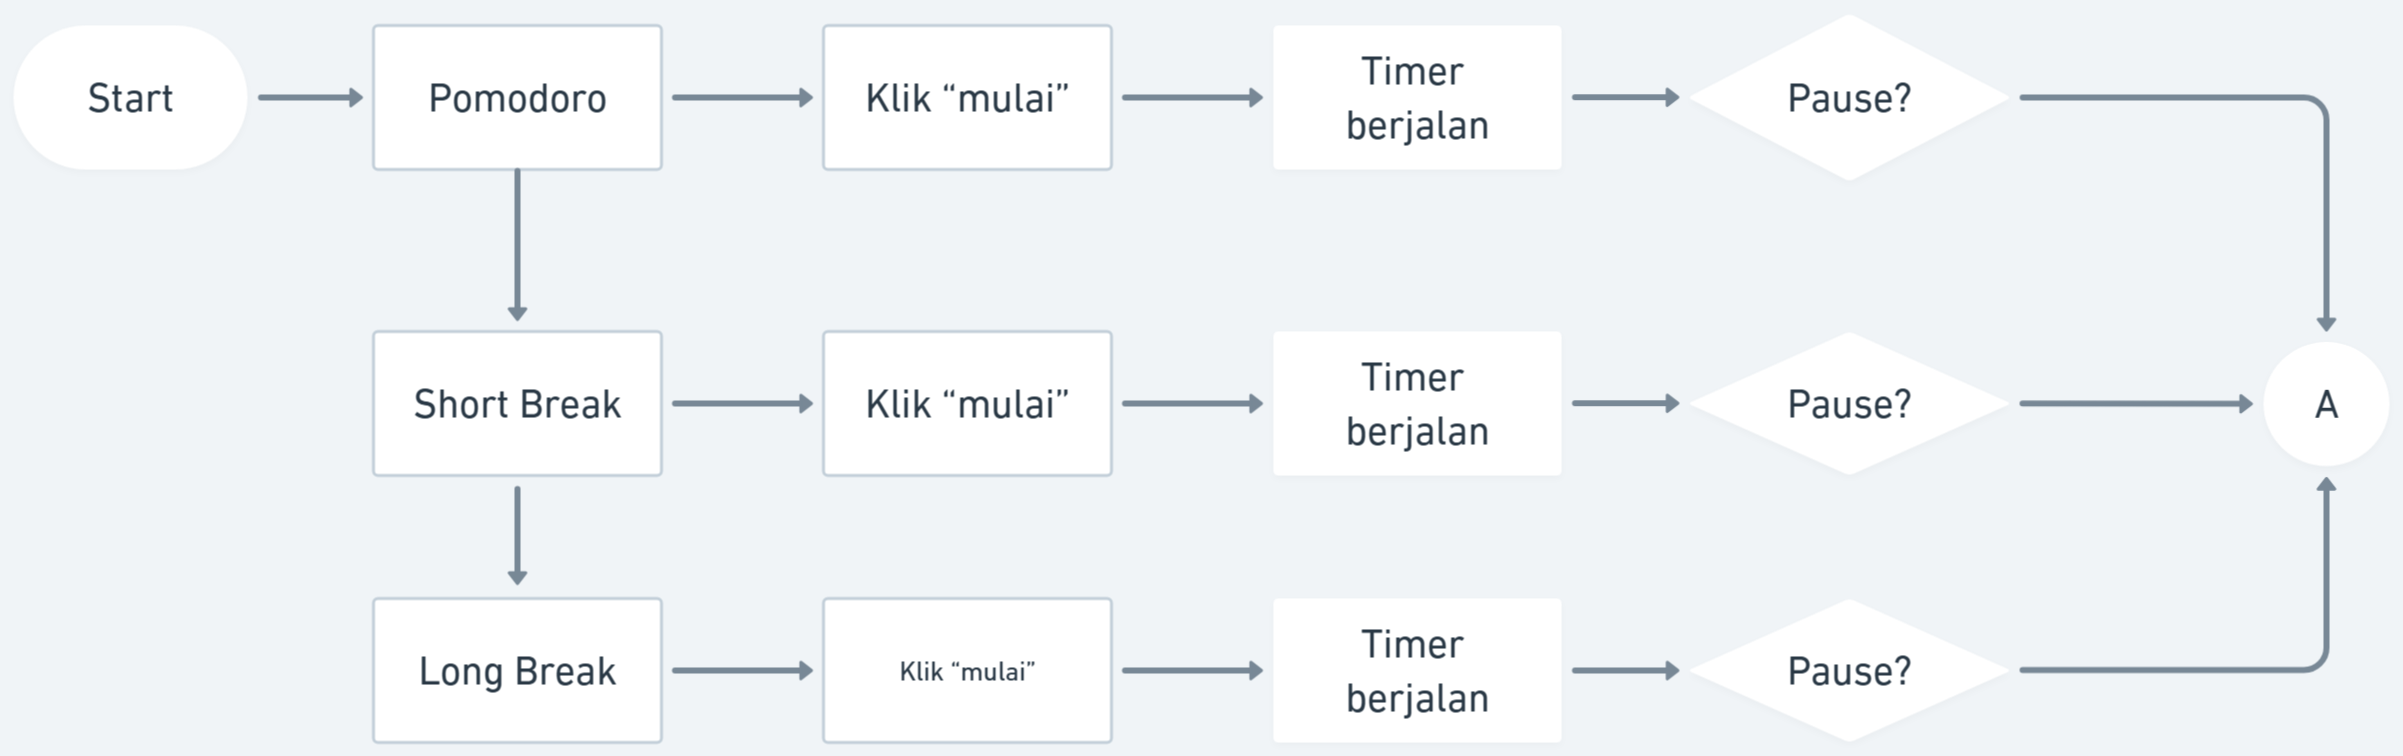 Start
Pomodoro
Klik “mulai”
Timer
berjalan
Pause?
Short Break
Klik “mulai”
Timer
berjalan
Pause?
A
Long Break
Klik “mulai”
Timer
berjalan
Pause?